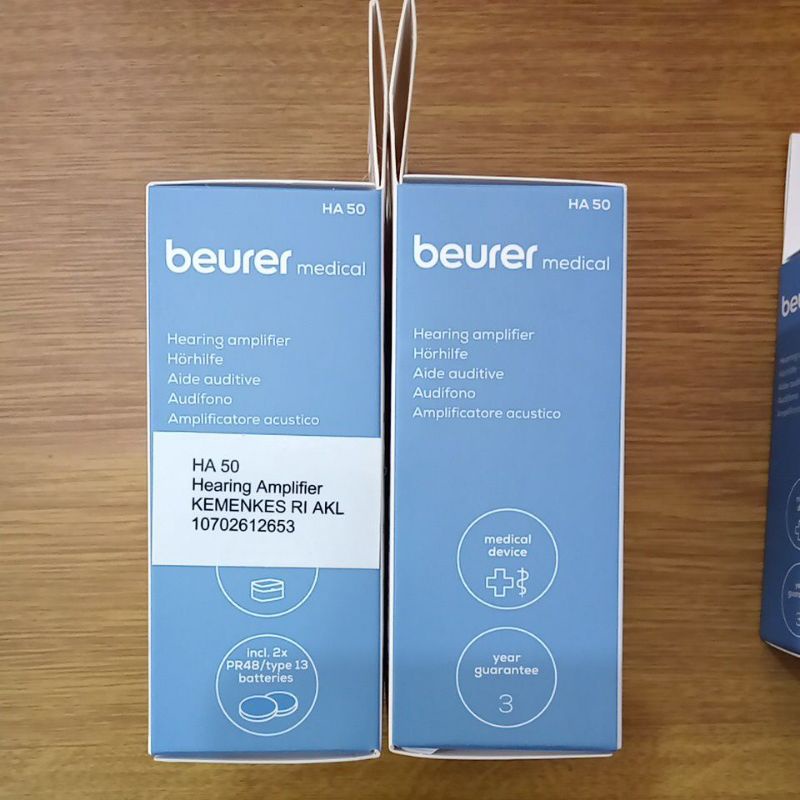 HA 50
beurer medical
Hearing amplifier
Hörhilfe
Aide auditive
Audífono
Amplificatore acustico
HA 50
Hearing Amplifier
KEMENKES RI AKL
10702612653
incl. 2x
PR48/type 13
batteries
HA 50
beurer medical
Hearing amplifier
Hörhilfe
Aide auditive
Audífono
Amplificatore acustico
medical
device
year
guarantee
3